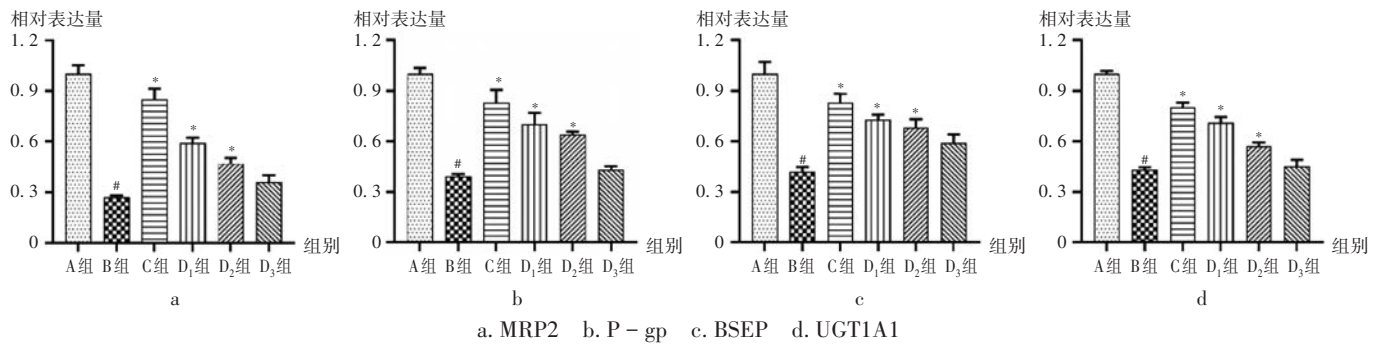 相对表达量 相对表达量 相对表达量 相对表达量
1.2 1.2 1.2 1.2
* *
0.9 * 0.9 * 0.9 * * 0.9 *
* * *
0.6 * 0.6 0.6 0.6 *
# # #
0.3 # 0.3 0.3 0.3
0 组别 0 组别 0 组别 0 组别
A组 B组 C组 D₁组 D₂组 D₃组 A组 B组 C组 D₁组 D₂组 D₃组 A组 B组 C组 D₁组 D₂组 D₃组 A组 B组 C组 D₁组 D₂组 D₃组
a b c d
a. MRP2 b. P－gp c. BSEP d. UGT1A1